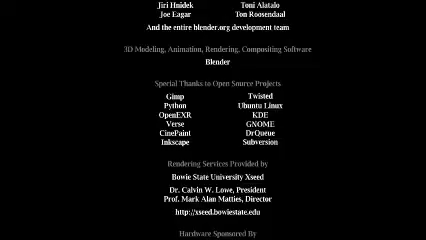 Jiri Hnidek Toni Alatalo
Joe Eagar Ton Roosendaal
And the entire blender.org development team
3D Modeling, Animation, Rendering, Compositing Software
Blender
Special Thanks to Open Source Projects
Gimp Twisted
Python Ubuntu Linux
OpenEXR KDE
Verse GNOME
CinePaint DrQueue
Inkscape Subversion
Rendering Services Provided by
Bowie State University Xseed
Dr. Calvin W. Lowe, President
Prof. Mark Alan Matties, Director
http://xseed.bowiestate.edu
Hardware Sponsored By